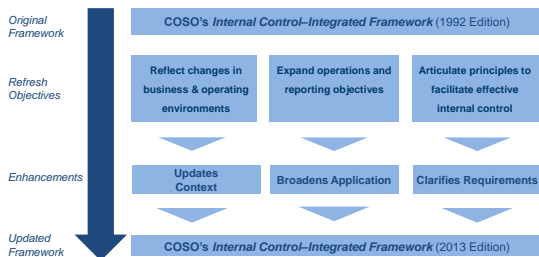 Original
Framework
COSO's Internal Control–Integrated Framework (1992 Edition)
Refresh
Objectives
Reflect changes in
business & operating
environments
Expand operations and
reporting objectives
Articulate principles to
facilitate effective
internal control
Enhancements
Updates
Context
Broadens Application
Clarifies Requirements
Updated
Framework
COSO's Internal Control–Integrated Framework (2013 Edition)